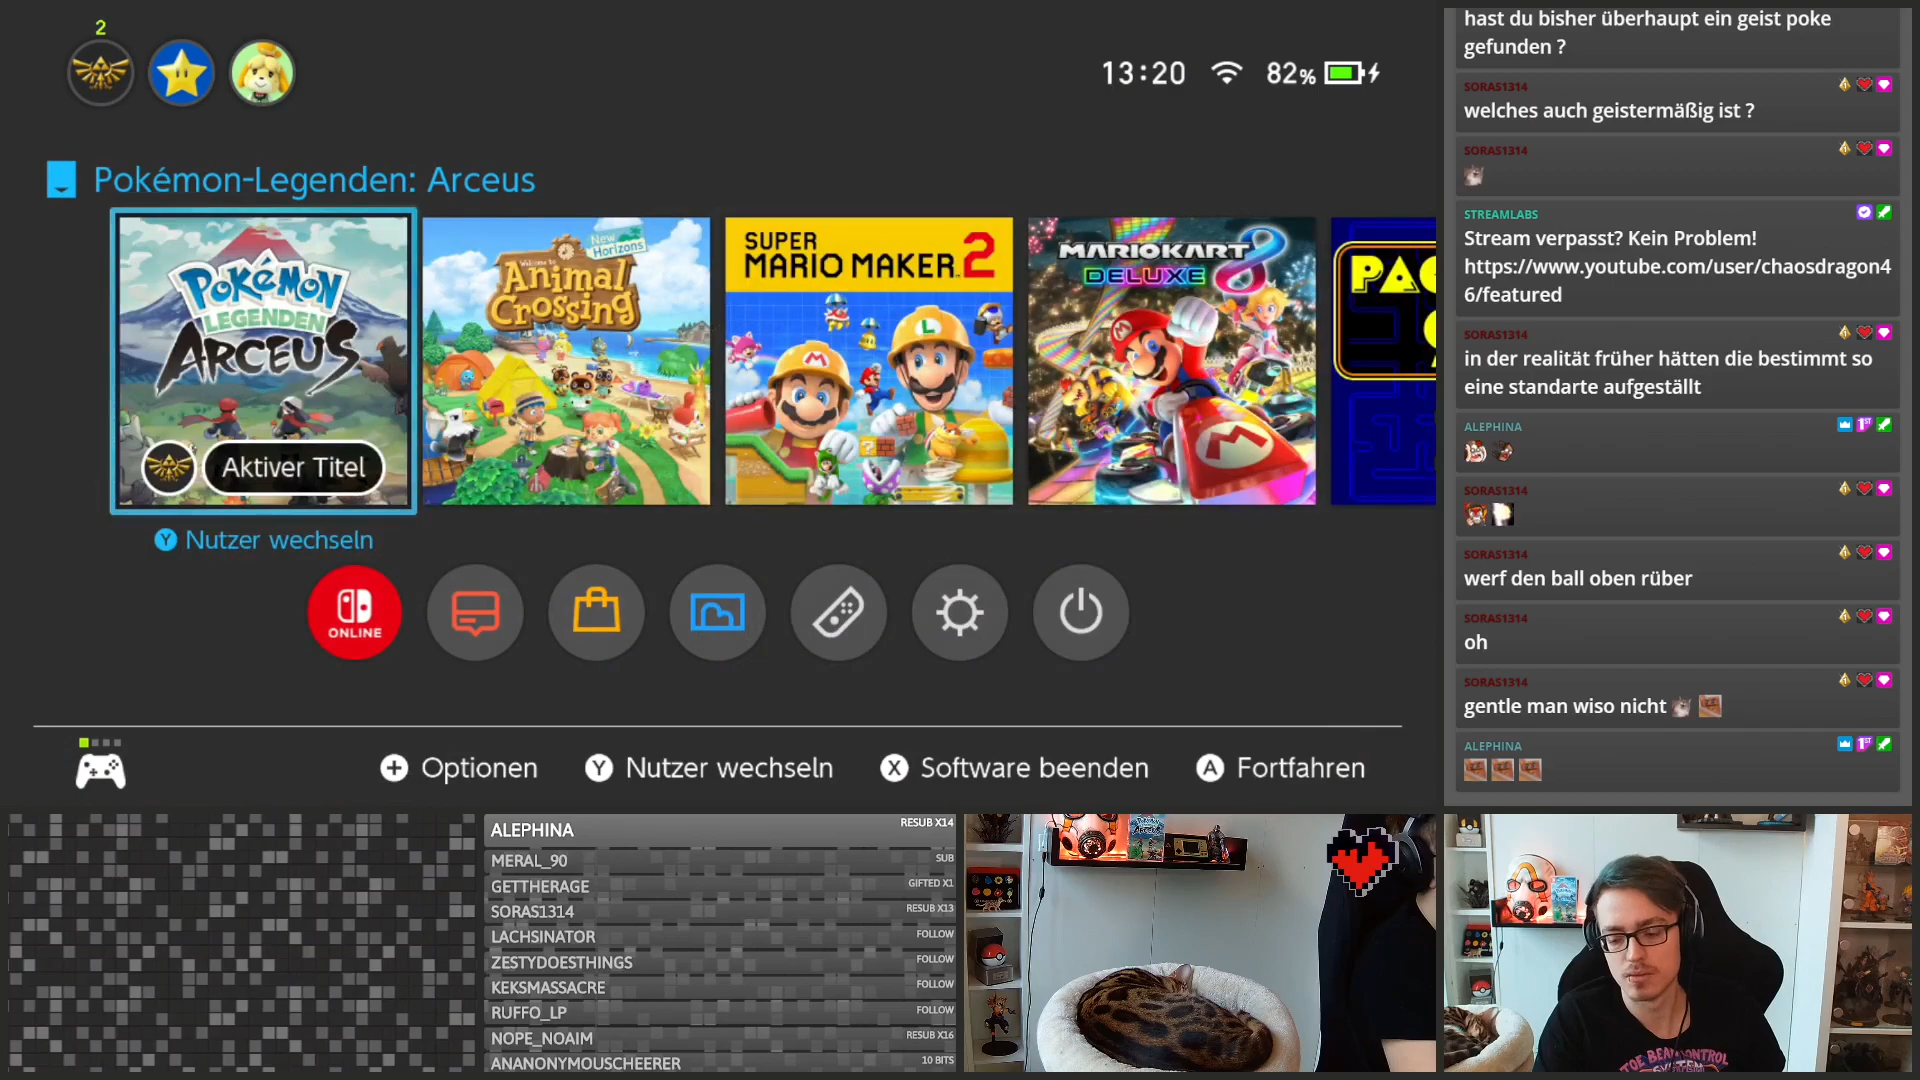 2
13:20
82%
Pokémon-Legenden: Arceus
POKÉMON
LEGENDEN
ARCEUS
Aktiver Titel
New
Horizons
Welcome to
Animal
Crossing
SUPER
MARIO MAKER 2
MARIOKART 8
DELUXE
PAC
Y Nutzer wechseln
ONLINE
+ Optionen
Y Nutzer wechseln
X Software beenden
A Fortfahren
hast du bisher überhaupt ein geist poke
gefunden ?
SORAS1314
welches auch geistermäßig ist ?
SORAS1314
STREAMLABS
Stream verpasst? Kein Problem!
https://www.youtube.com/user/chaosdragon4
6/featured
SORAS1314
in der realität früher hätten die bestimmt so
eine standarte aufgeställt
ALEPHINA
SORAS1314
SORAS1314
werf den ball oben rüber
SORAS1314
oh
SORAS1314
gentle man wiso nicht
ALEPHINA
ALEPHINA RESUB X14
MERAL_90 SUB
GETTHERAGE GIFTED X1
SORAS1314 RESUB X13
LACHSINATOR FOLLOW
ZESTYDOESTHINGS FOLLOW
KEKSMASSACRE FOLLOW
RUFFO_LP FOLLOW
NOPE_NOAIM RESUB X16
ANANONYMOUSCHEERER 10 BITS